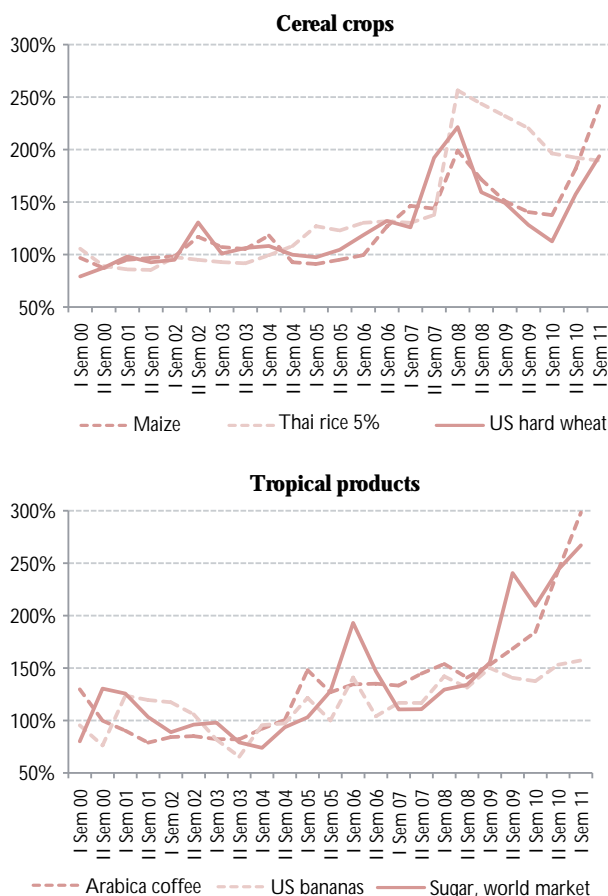 Cereal crops
300%
250%
200%
150%
100%
50%
I Sem 00
II Sem 00
I Sem 01
II Sem 01
I Sem 02
II Sem 02
I Sem 03
II Sem 03
I Sem 04
II Sem 04
I Sem 05
II Sem 05
I Sem 06
II Sem 06
I Sem 07
II Sem 07
I Sem 08
II Sem 08
I Sem 09
II Sem 09
I Sem 10
II Sem 10
I Sem 11
Maize Thai rice 5% US hard wheat
Tropical products
300%
250%
200%
150%
100%
50%
I Sem 00
II Sem 00
I Sem 01
II Sem 01
I Sem 02
II Sem 02
I Sem 03
II Sem 03
I Sem 04
II Sem 04
I Sem 05
II Sem 05
I Sem 06
II Sem 06
I Sem 07
II Sem 07
I Sem 08
II Sem 08
I Sem 09
II Sem 09
I Sem 10
II Sem 10
I Sem 11
Arabica coffee US bananas Sugar, world market